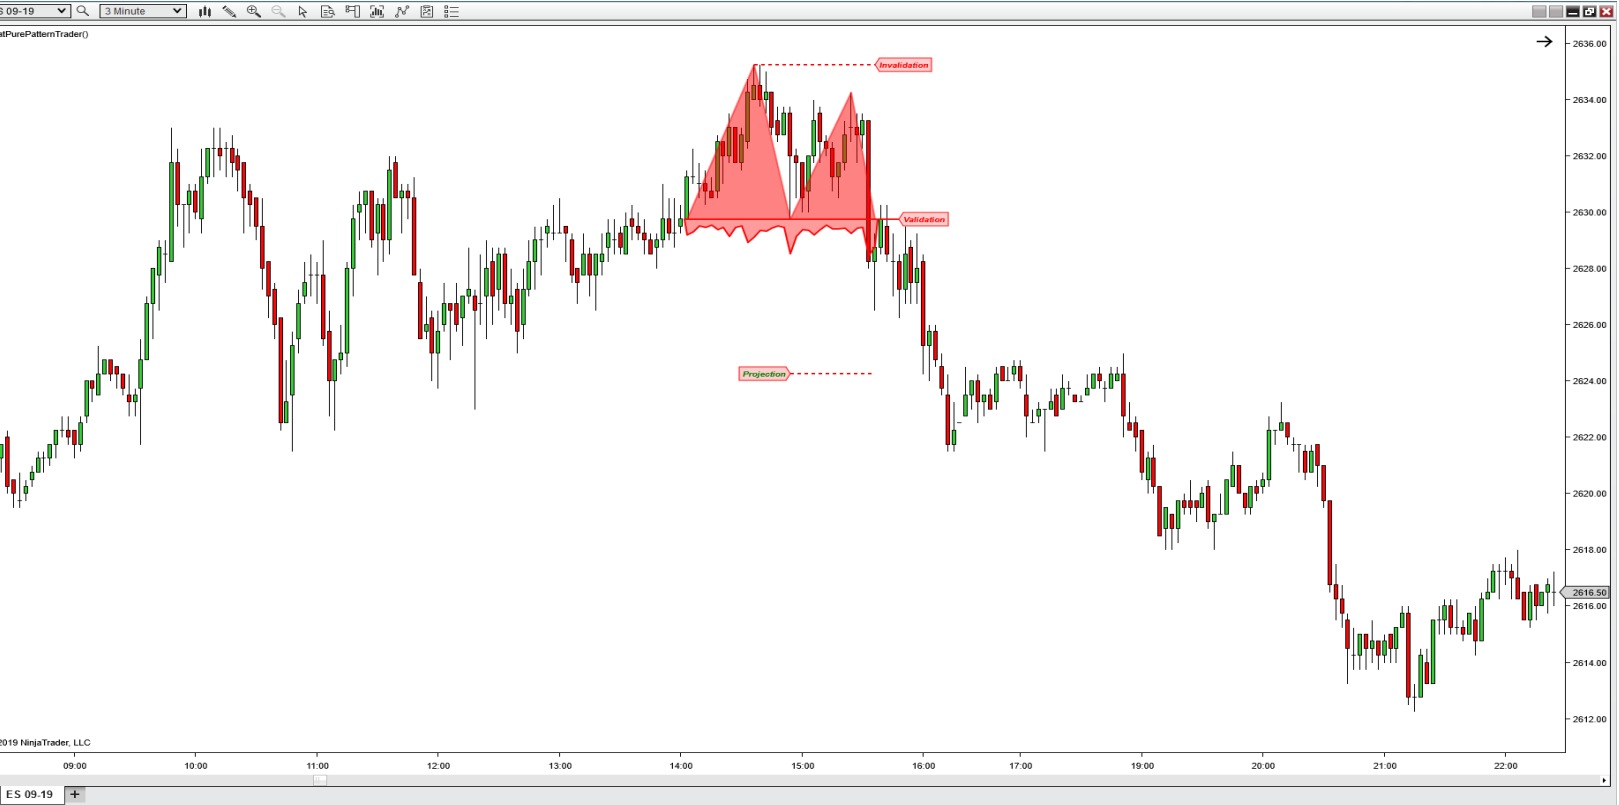 S 09-19 3 Minute
atPurePatternTrader()
2636.00
Invalidation
2634.00
2632.00
2630.00
Validation
2628.00
2626.00
Projection
2624.00
2622.00
2620.00
2618.00
2616.50
2616.00
2614.00
2612.00
2019 NinjaTrader, LLC
09:00 10:00 11:00 12:00 13:00 14:00 15:00 16:00 17:00 19:00 20:00 21:00 22:00
ES 09-19 +